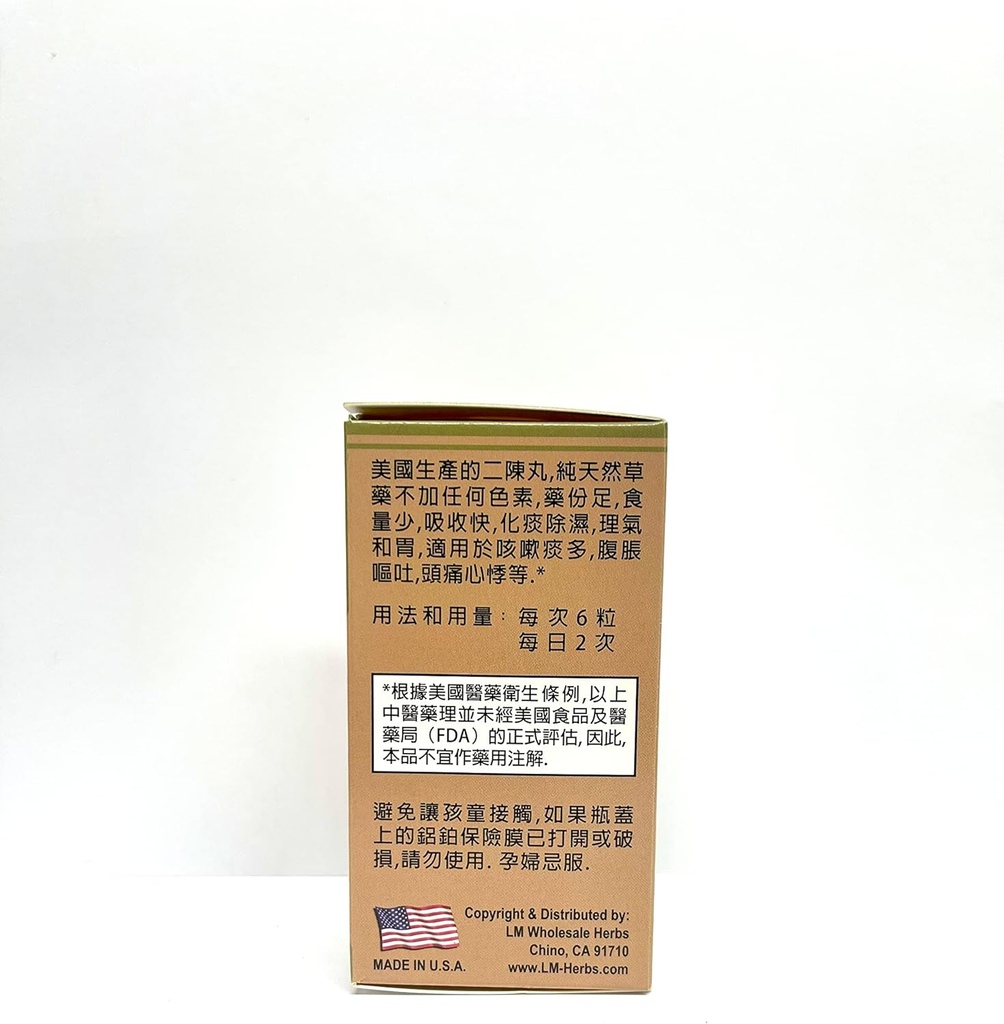 美國生產的二陳丸,純天然草
藥不加任何色素,藥份足,食
量少,吸收快,化痰除濕,理氣
和胃,適用於咳嗽痰多,腹脹
嘔吐,頭痛心悸等.*
用法和用量：每次6粒
每日2次
*根據美國醫藥衛生條例,以上
中醫藥理並未經美國食品及醫
藥局（FDA）的正式評估,因此,
本品不宜作藥用注解.
避免讓孩童接觸,如果瓶蓋
上的鋁鉑保險膜已打開或破
損,請勿使用.孕婦忌服.
Copyright & Distributed by:
LM Wholesale Herbs
Chino, CA 91710
MADE IN U.S.A.
www.LM-Herbs.com